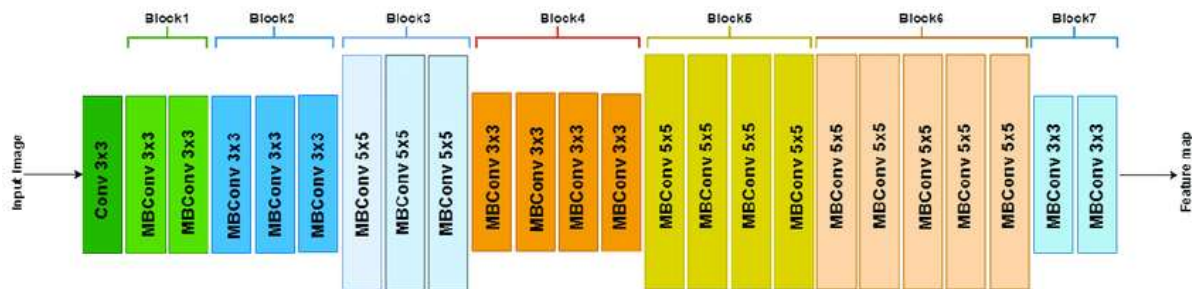 Block1
Block2
Block3
Block4
Block5
Block6
Block7
Input Image
Conv 3x3
MBConv 3x3
MBConv 3x3
MBConv 3x3
MBConv 3x3
MBConv 3x3
MBConv 5x5
MBConv 5x5
MBConv 5x5
MBConv 3x3
MBConv 3x3
MBConv 3x3
MBConv 3x3
MBConv 5x5
MBConv 5x5
MBConv 5x5
MBConv 5x5
MBConv 5x5
MBConv 5x5
MBConv 5x5
MBConv 5x5
MBConv 5x5
MBConv 3x3
MBConv 3x3
Feature map